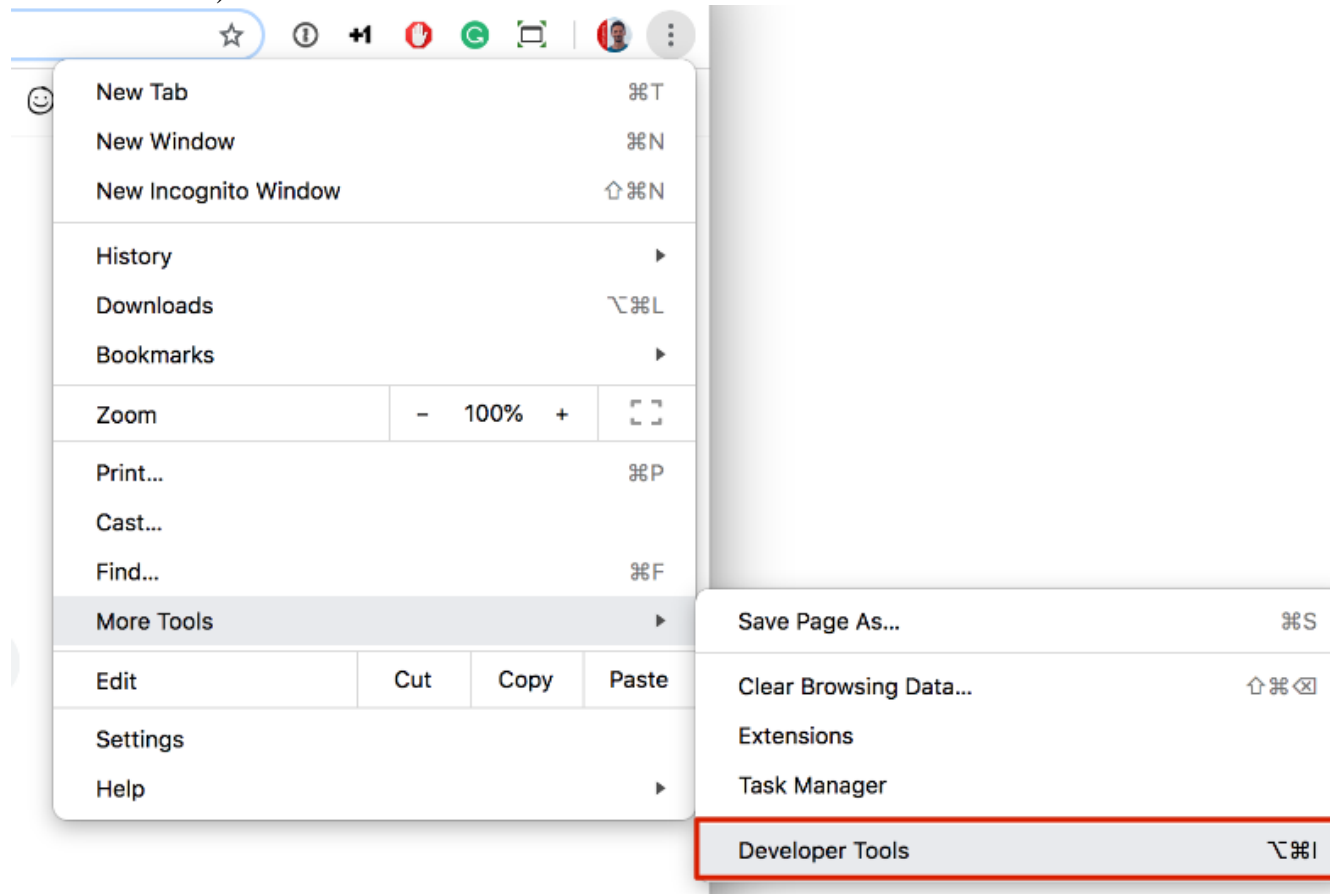 +1
New Tab ⌘T
New Window ⌘N
New Incognito Window ⇧⌘N
History
Downloads ⌥⌘L
Bookmarks
Zoom - 100% +
Print... ⌘P
Cast...
Find... ⌘F
More Tools
Edit Cut Copy Paste
Settings
Help
Save Page As... ⌘S
Clear Browsing Data... ⇧⌘⌫
Extensions
Task Manager
Developer Tools ⌥⌘I